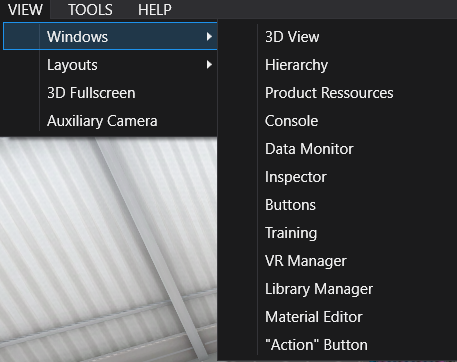 VIEW TOOLS HELP
Windows
Layouts
3D Fullscreen
Auxiliary Camera
3D View
Hierarchy
Product Ressources
Console
Data Monitor
Inspector
Buttons
Training
VR Manager
Library Manager
Material Editor
"Action" Button